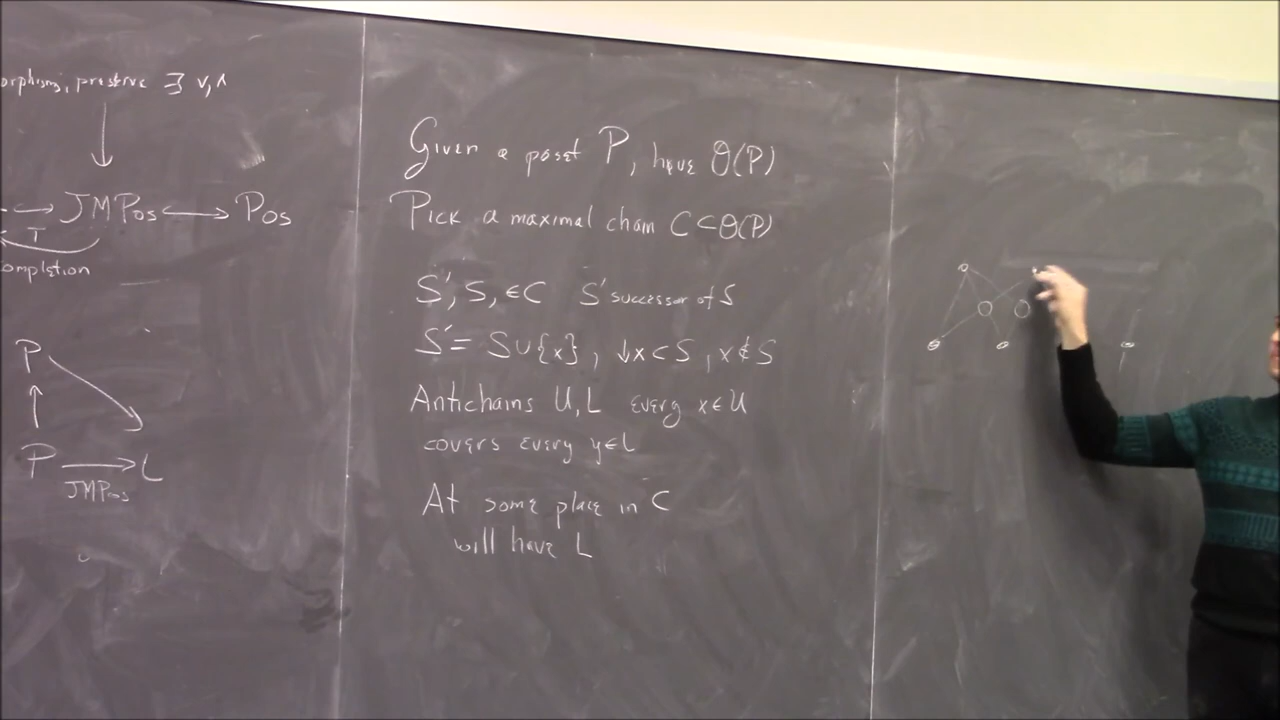 orphisms, preserve ∃ ∨,∧
JMPos ⟷ Pos
T
ompletion
P
P → L
JMPos
Given a poset P, have O(P)
Pick a maximal chain C⊂O(P)
S', S, ∈C S' successor of S
S' = S∪{x}, ↓x⊂S, x∉S
Antichains U, L every x∈U
covers every y∈L
At some place in C
will have L